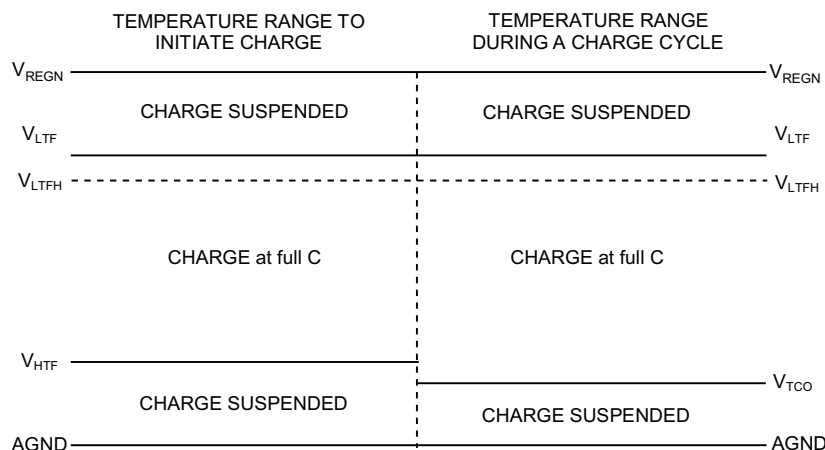 TEMPERATURE RANGE TO
INITIATE CHARGE
TEMPERATURE RANGE
DURING A CHARGE CYCLE
VREGN
VREGN
CHARGE SUSPENDED
CHARGE SUSPENDED
VLTF
VLTF
VLTFH
VLTFH
CHARGE at full C
CHARGE at full C
VHTF
VTCO
CHARGE SUSPENDED
CHARGE SUSPENDED
AGND
AGND